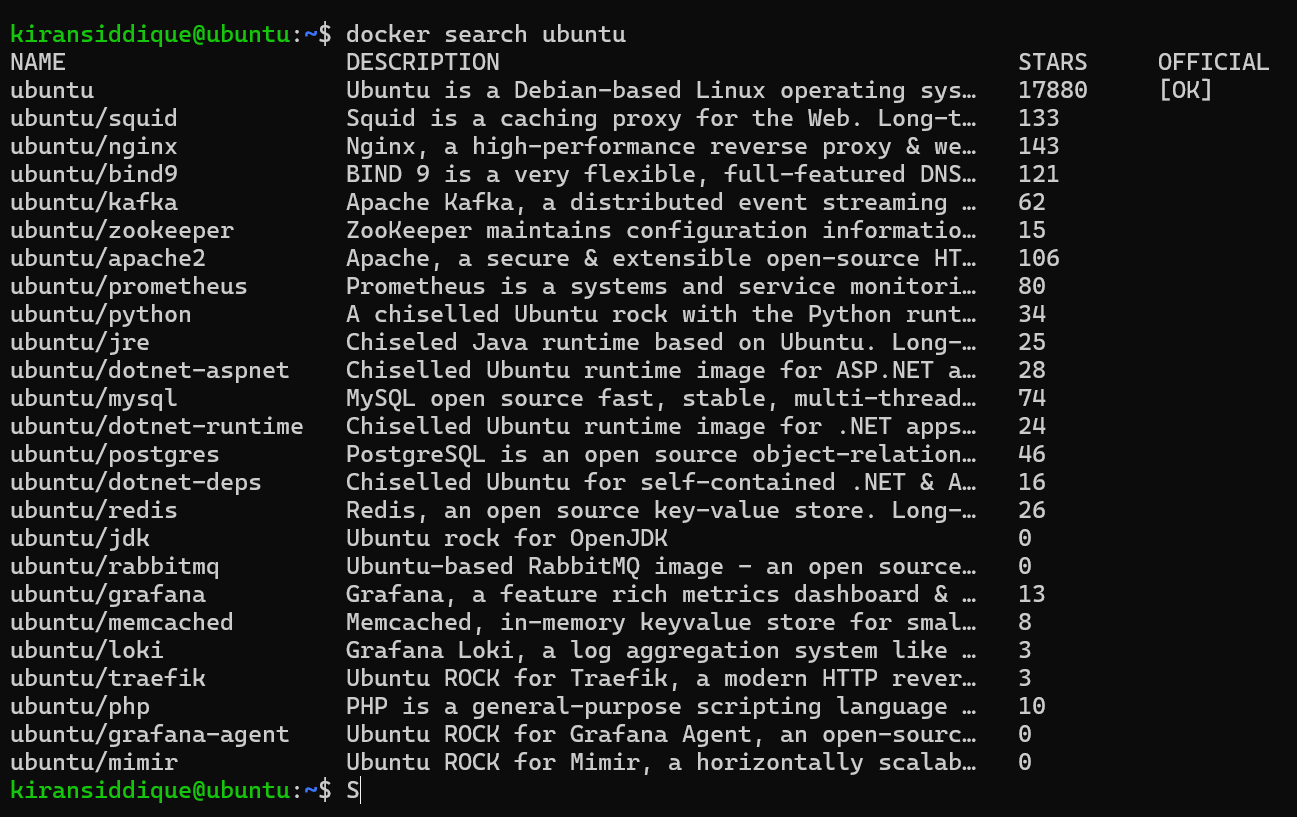 kiransiddique@ubuntu:~$ docker search ubuntu
NAME DESCRIPTION STARS OFFICIAL
ubuntu Ubuntu is a Debian-based Linux operating sys… 17880 [OK]
ubuntu/squid Squid is a caching proxy for the Web. Long-t… 133
ubuntu/nginx Nginx, a high-performance reverse proxy & we… 143
ubuntu/bind9 BIND 9 is a very flexible, full-featured DNS… 121
ubuntu/kafka Apache Kafka, a distributed event streaming … 62
ubuntu/zookeeper ZooKeeper maintains configuration informatio… 15
ubuntu/apache2 Apache, a secure & extensible open-source HT… 106
ubuntu/prometheus Prometheus is a systems and service monitori… 80
ubuntu/python A chiselled Ubuntu rock with the Python runt… 34
ubuntu/jre Chiseled Java runtime based on Ubuntu. Long-… 25
ubuntu/dotnet-aspnet Chiselled Ubuntu runtime image for ASP.NET a… 28
ubuntu/mysql MySQL open source fast, stable, multi-thread… 74
ubuntu/dotnet-runtime Chiselled Ubuntu runtime image for .NET apps… 24
ubuntu/postgres PostgreSQL is an open source object-relation… 46
ubuntu/dotnet-deps Chiselled Ubuntu for self-contained .NET & A… 16
ubuntu/redis Redis, an open source key-value store. Long-… 26
ubuntu/jdk Ubuntu rock for OpenJDK 0
ubuntu/rabbitmq Ubuntu-based RabbitMQ image - an open source… 0
ubuntu/grafana Grafana, a feature rich metrics dashboard & … 13
ubuntu/memcached Memcached, in-memory keyvalue store for smal… 8
ubuntu/loki Grafana Loki, a log aggregation system like … 3
ubuntu/traefik Ubuntu ROCK for Traefik, a modern HTTP rever… 3
ubuntu/php PHP is a general-purpose scripting language … 10
ubuntu/grafana-agent Ubuntu ROCK for Grafana Agent, an open-sourc… 0
ubuntu/mimir Ubuntu ROCK for Mimir, a horizontally scalab… 0
kiransiddique@ubuntu:~$ S